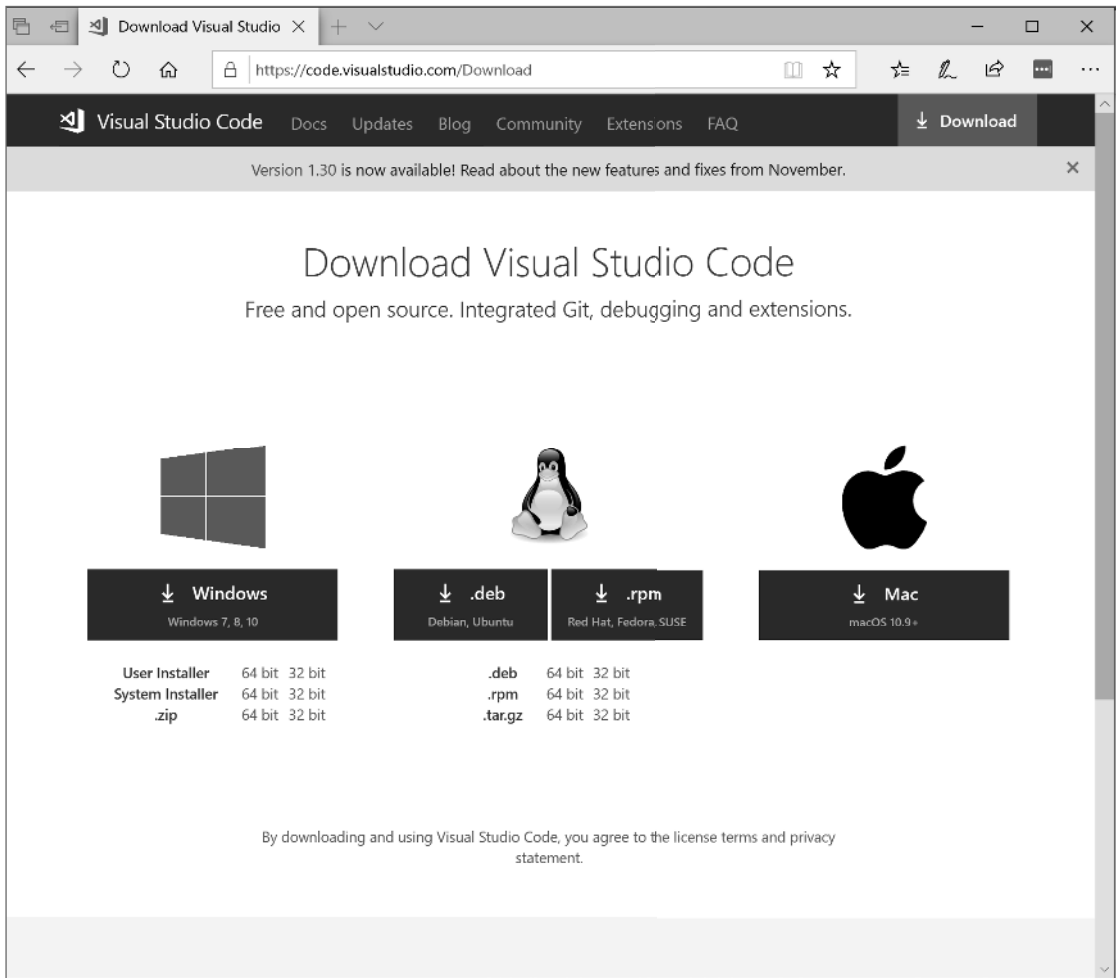 Download Visual Studio
https://code.visualstudio.com/Download
Visual Studio Code Docs Updates Blog Community Extensions FAQ Download
Version 1.30 is now available! Read about the new features and fixes from November.
Download Visual Studio Code
Free and open source. Integrated Git, debugging and extensions.
Windows .deb .rpm Mac
Windows 7, 8, 10 Debian, Ubuntu Red Hat, Fedora, SUSE macOS 10.9+
User Installer 64 bit 32 bit .deb 64 bit 32 bit
System Installer 64 bit 32 bit .rpm 64 bit 32 bit
.zip 64 bit 32 bit .tar.gz 64 bit 32 bit
By downloading and using Visual Studio Code, you agree to the license terms and privacy
statement.